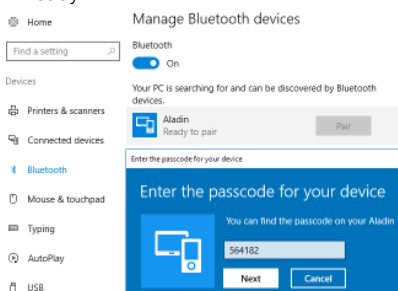 Home
Find a setting
Devices
Printers & scanners
Connected devices
Bluetooth
Mouse & touchpad
Typing
AutoPlay
USB
Manage Bluetooth devices
Bluetooth
On
Your PC is searching for and can be discovered by Bluetooth
devices.
Aladin
Ready to pair
Pair
Enter the passcode for your device
Enter the passcode for your device
You can find the passcode on your Aladin
564182
Next
Cancel